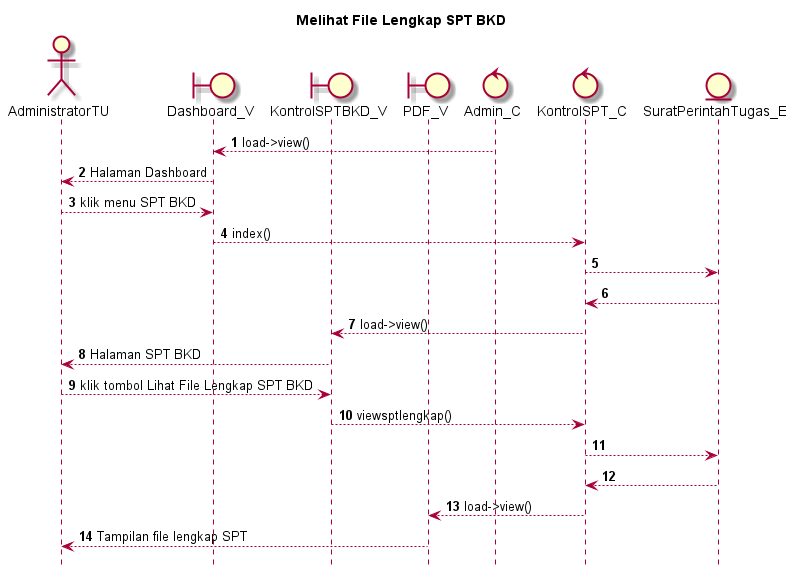 Melihat File Lengkap SPT BKD
AdministratorTU
Dashboard_V
KontrolSPTBKD_V
PDF_V
Admin_C
KontrolSPT_C
SuratPerintahTugas_E
1 load->view()
2 Halaman Dashboard
3 klik menu SPT BKD
4 index()
5
6
7 load->view()
8 Halaman SPT BKD
9 klik tombol Lihat File Lengkap SPT BKD
10 viewsptlengkap()
11
12
13 load->view()
14 Tampilan file lengkap SPT